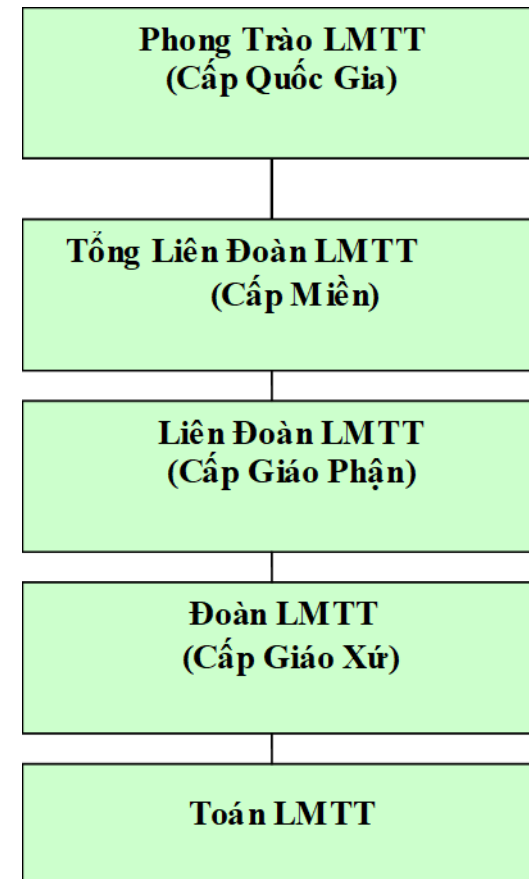 Phong Trào LMTT
(Cấp Quốc Gia)
Tổng Liên Đoàn LMTT
(Cấp Miền)
Liên Đoàn LMTT
(Cấp Giáo Phận)
Đoàn LMTT
(Cấp Giáo Xứ)
Toán LMTT